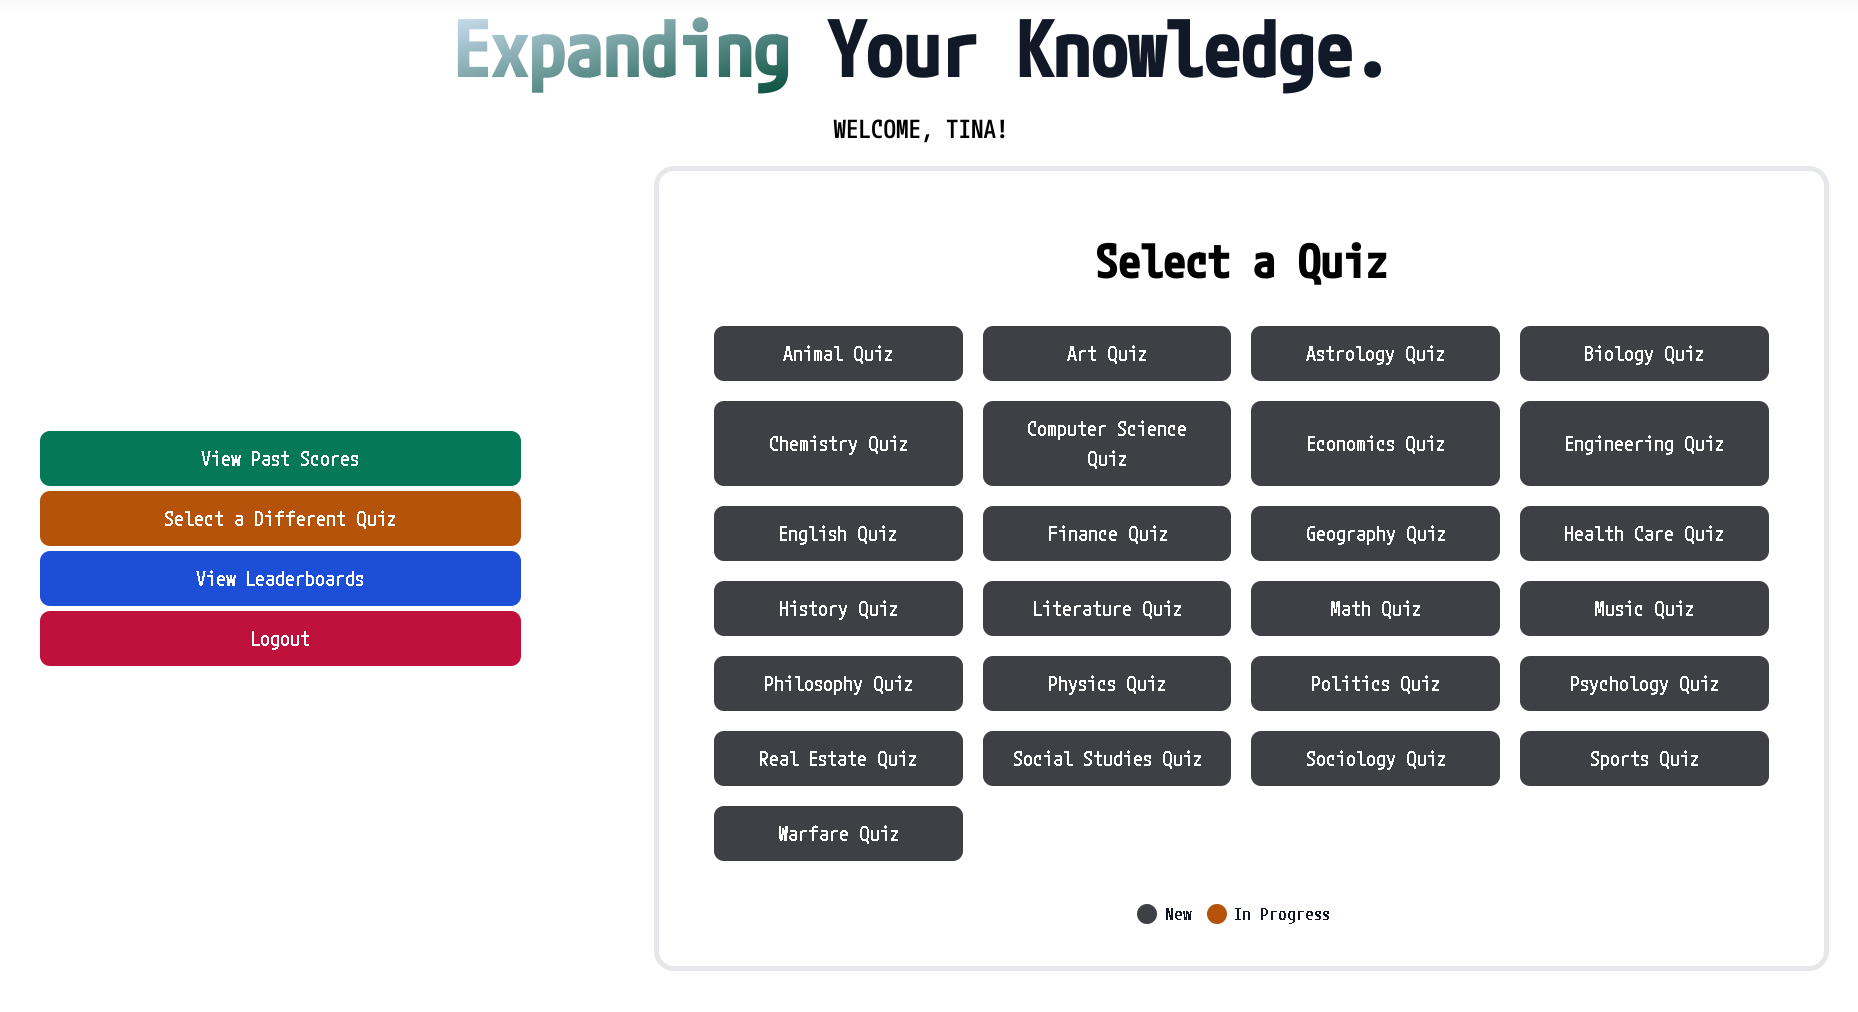 Expanding Your Knowledge.
WELCOME, TINA!
View Past Scores
Select a Different Quiz
View Leaderboards
Logout
Select a Quiz
Animal Quiz
Art Quiz
Astrology Quiz
Biology Quiz
Chemistry Quiz
Computer Science
Quiz
Economics Quiz
Engineering Quiz
English Quiz
Finance Quiz
Geography Quiz
Health Care Quiz
History Quiz
Literature Quiz
Math Quiz
Music Quiz
Philosophy Quiz
Physics Quiz
Politics Quiz
Psychology Quiz
Real Estate Quiz
Social Studies Quiz
Sociology Quiz
Sports Quiz
Warfare Quiz
New
In Progress